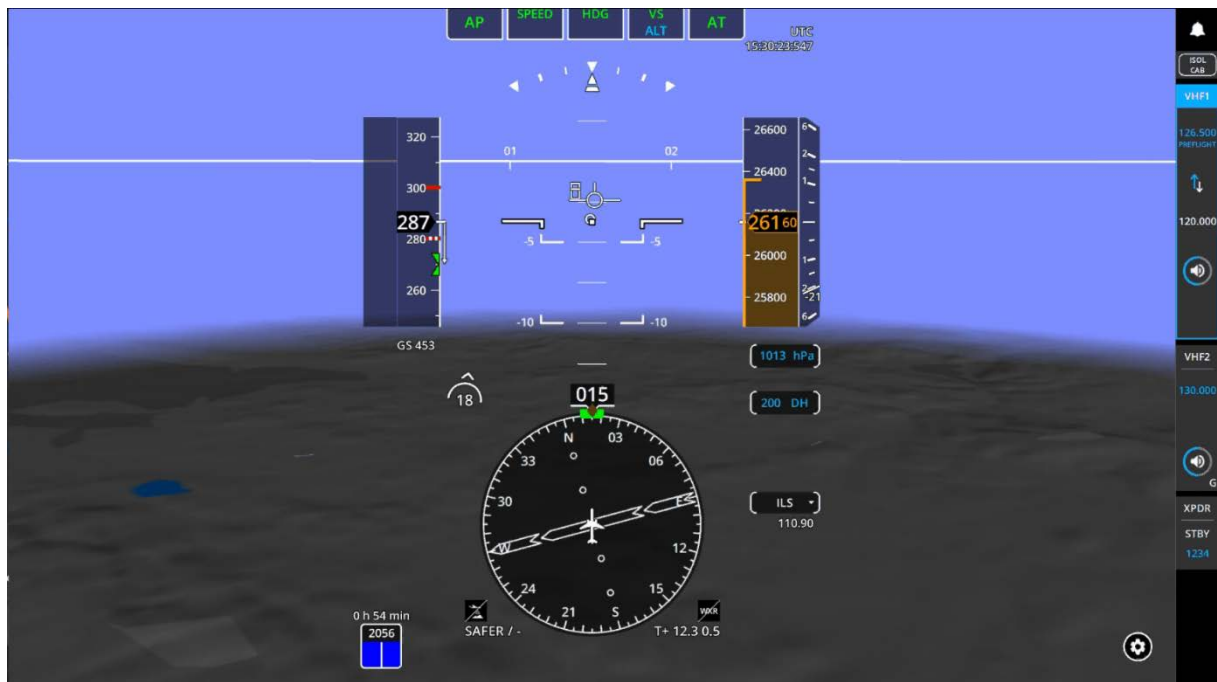 AP
SPEED
HDG
VS
ALT
AT
UTC
15:30:23:547
ISOL
CAB
VHF1
126.500
PREFLIGHT
120.000
VHF2
130.000
G
XPDR
STBY
1234
320
300
287
280
260
GS 453
01
02
G
-5
-5
-10
-10
26600
26400
26160
26000
25800
6
2
1
1
2
-21
6
1013 hPa
200 DH
ILS
110.90
18
015
N
03
06
E
12
15
S
21
24
W
30
33
0 h 54 min
2056
SAFER / -
WXR
T+ 12.3 0.5